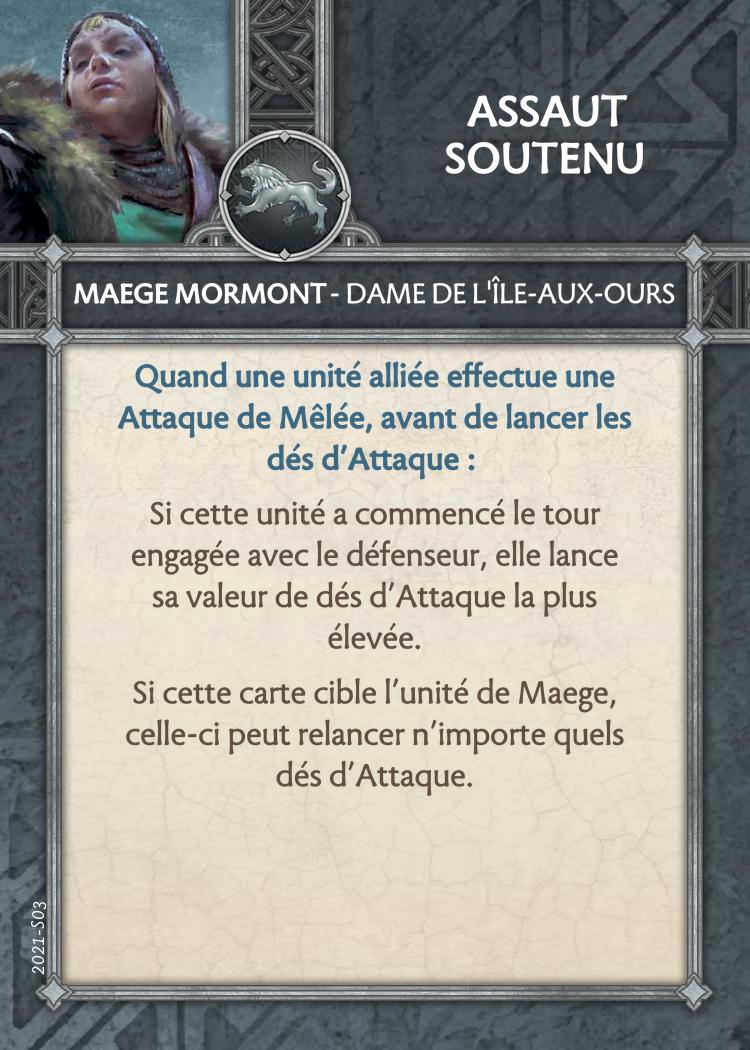 ASSAUT
SOUTENU
MAEGE MORMONT - DAME DE L'ÎLE-AUX-OURS
Quand une unité alliée effectue une
Attaque de Mêlée, avant de lancer les
dés d’Attaque :
Si cette unité a commencé le tour
engagée avec le défenseur, elle lance
sa valeur de dés d’Attaque la plus
élevée.
Si cette carte cible l’unité de Maege,
celle-ci peut relancer n’importe quels
dés d’Attaque.
2021-S03